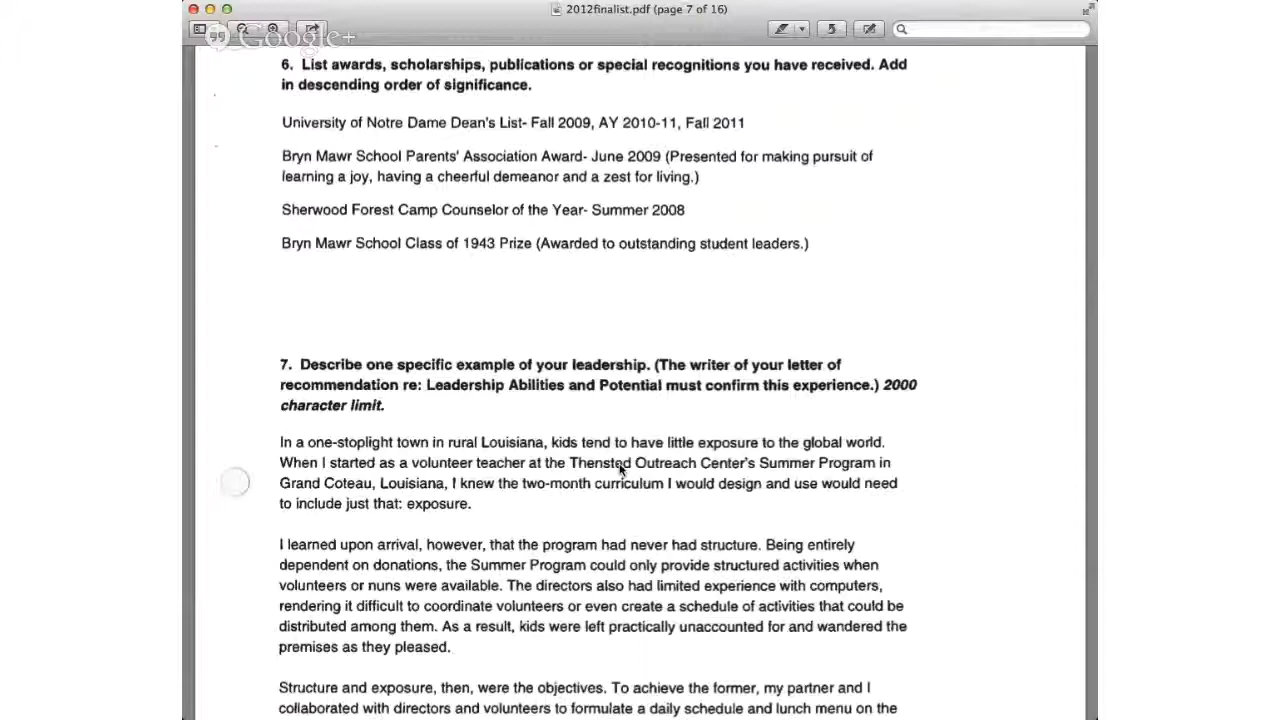 2012finalist.pdf (page 7 of 16)
Google+
6. List awards, scholarships, publications or special recognitions you have received. Add
in descending order of significance.
University of Notre Dame Dean's List- Fall 2009, AY 2010-11, Fall 2011
Bryn Mawr School Parents' Association Award- June 2009 (Presented for making pursuit of
learning a joy, having a cheerful demeanor and a zest for living.)
Sherwood Forest Camp Counselor of the Year- Summer 2008
Bryn Mawr School Class of 1943 Prize (Awarded to outstanding student leaders.)
7. Describe one specific example of your leadership. (The writer of your letter of
recommendation re: Leadership Abilities and Potential must confirm this experience.) 2000
character limit.
In a one-stoplight town in rural Louisiana, kids tend to have little exposure to the global world.
When I started as a volunteer teacher at the Thensted Outreach Center's Summer Program in
Grand Coteau, Louisiana, I knew the two-month curriculum I would design and use would need
to include just that: exposure.
I learned upon arrival, however, that the program had never had structure. Being entirely
dependent on donations, the Summer Program could only provide structured activities when
volunteers or nuns were available. The directors also had limited experience with computers,
rendering it difficult to coordinate volunteers or even create a schedule of activities that could be
distributed among them. As a result, kids were left practically unaccounted for and wandered the
premises as they pleased.
Structure and exposure, then, were the objectives. To achieve the former, my partner and I
collaborated with directors and volunteers to formulate a daily schedule and lunch menu on the